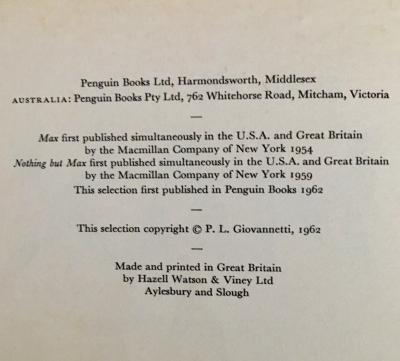 Penguin Books Ltd, Harmondsworth, Middlesex
AUSTRALIA: Penguin Books Pty Ltd, 762 Whitehorse Road, Mitcham, Victoria
—
Max first published simultaneously in the U.S.A. and Great Britain
by the Macmillan Company of New York 1954
Nothing but Max first published simultaneously in the U.S.A. and Great Britain
by the Macmillan Company of New York 1959
This selection first published in Penguin Books 1962
—
This selection copyright © P. L. Giovannetti, 1962
—
Made and printed in Great Britain
by Hazell Watson & Viney Ltd
Aylesbury and Slough